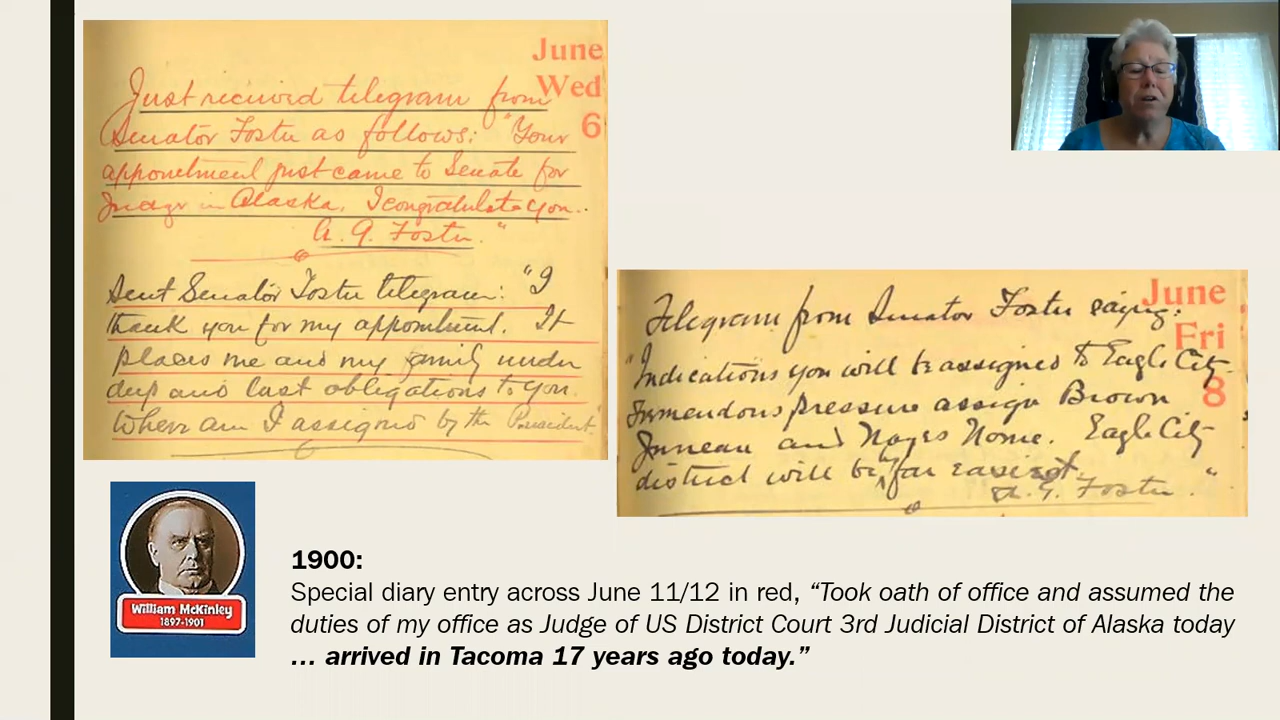 June
Wed
6
Just received telegram from
Senator Foster as follows: "Your
appointment just came to Senate for
Judge in Alaska. I congratulate you.
A. G. Foster."
Sent Senator Foster telegram: "I
thank you for my appointment. It
places me and my family under
deep and last obligations to you.
Where am I assigned by the President.
June
Fri
8
Telegram from Senator Foster saying:
"Indications you will be assigned to Eagle City.
Tremendous pressure assign Brown
Juneau and Noyes Nome. Eagle City
district will be far easiest.
A. G. Foster."
William McKinley
1897-1901
1900:
Special diary entry across June 11/12 in red, “Took oath of office and assumed the
duties of my office as Judge of US District Court 3rd Judicial District of Alaska today
… arrived in Tacoma 17 years ago today.”